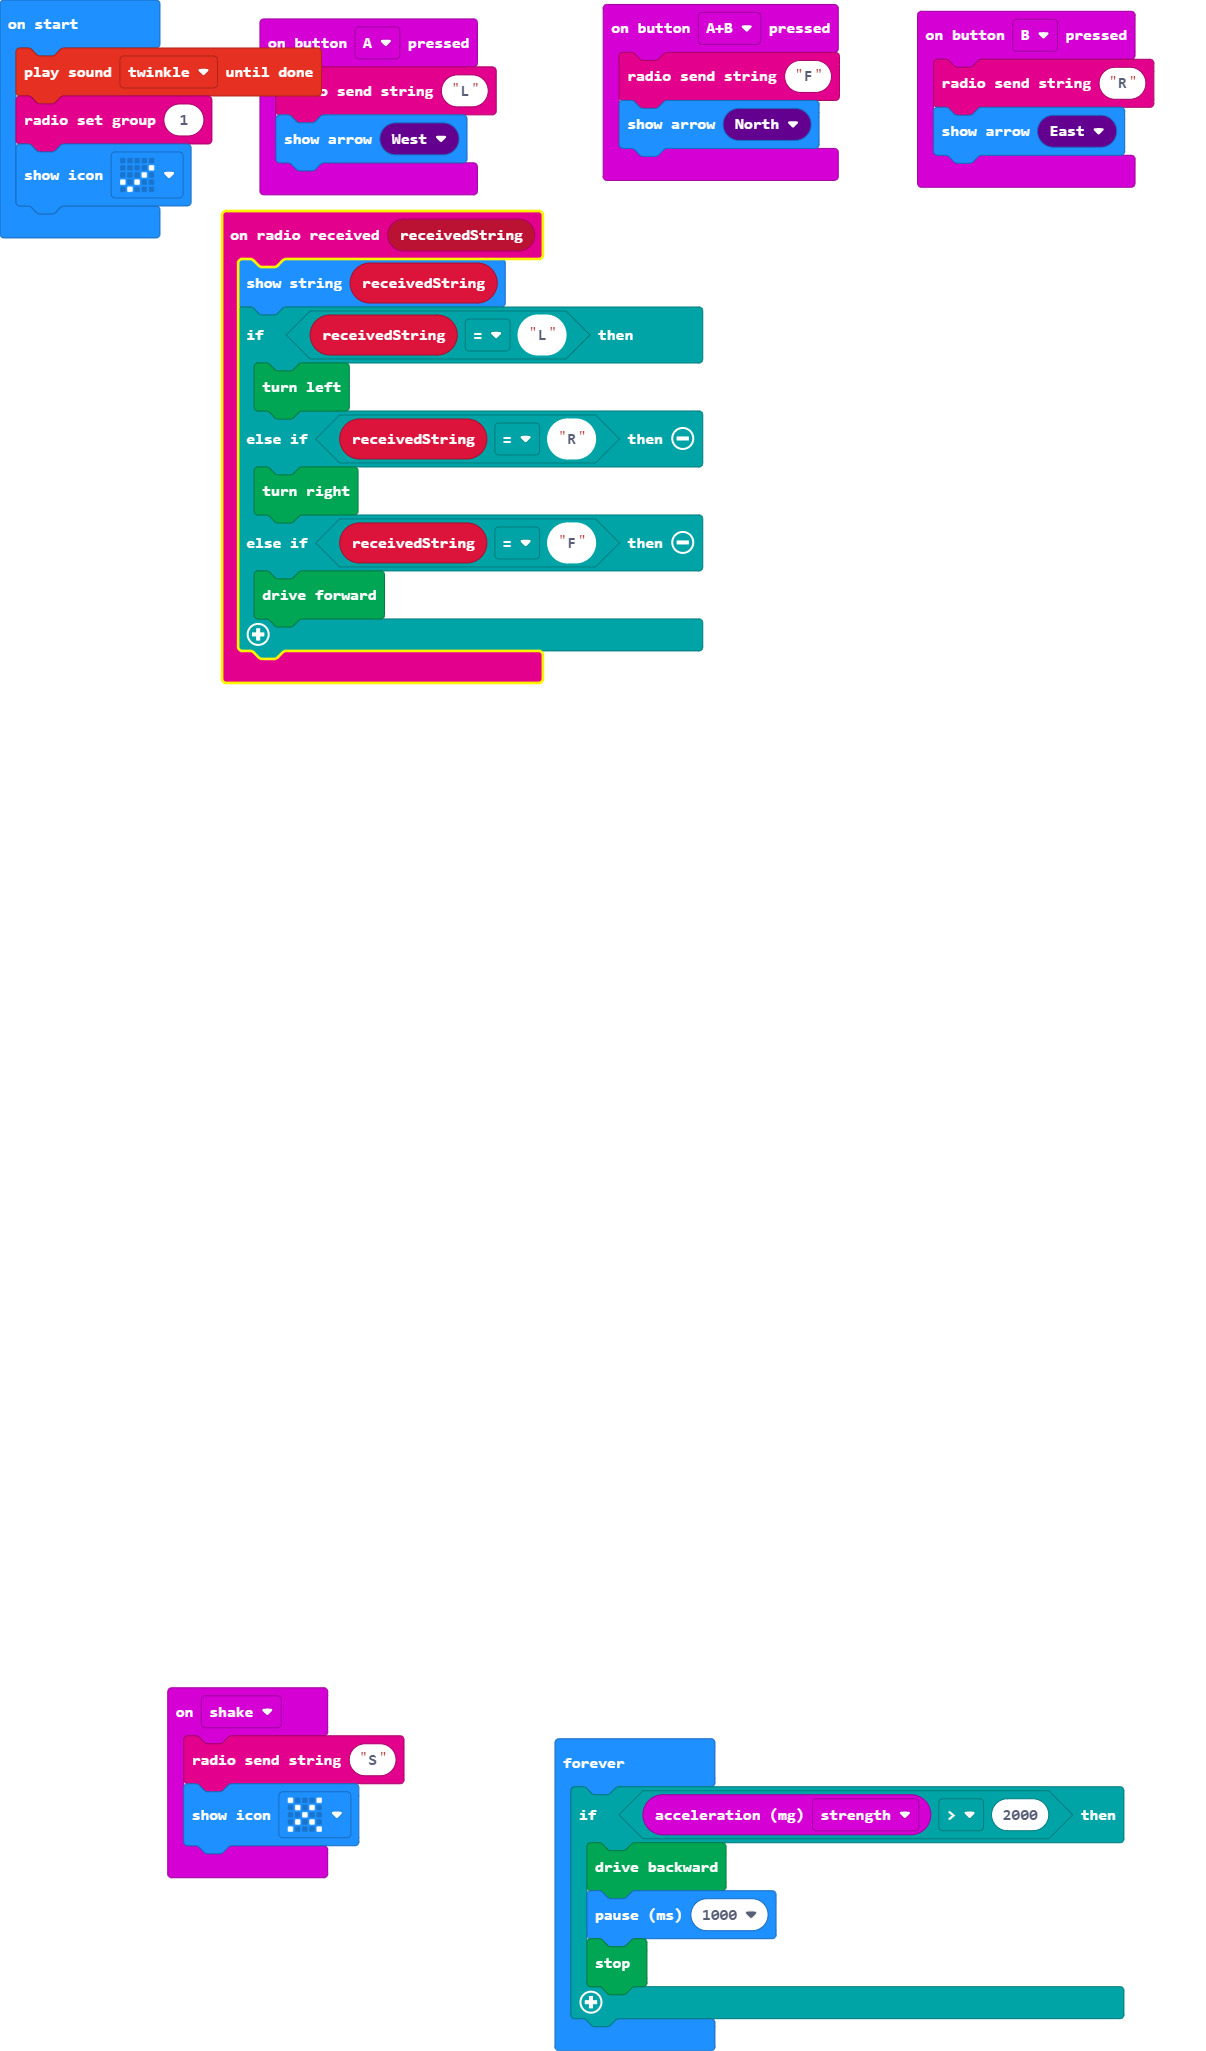 on start
play sound twinkle until done
radio set group 1
show icon
on button A pressed
o send string "L"
show arrow West
on button A+B pressed
radio send string "F"
show arrow North
on button B pressed
radio send string "R"
show arrow East
on radio received receivedString
show string receivedString
if receivedString = "L" then
turn left
else if receivedString = "R" then
turn right
else if receivedString = "F" then
drive forward
on shake
radio send string "S"
show icon
forever
if acceleration (mg) strength > 2000 then
drive backward
pause (ms) 1000
stop